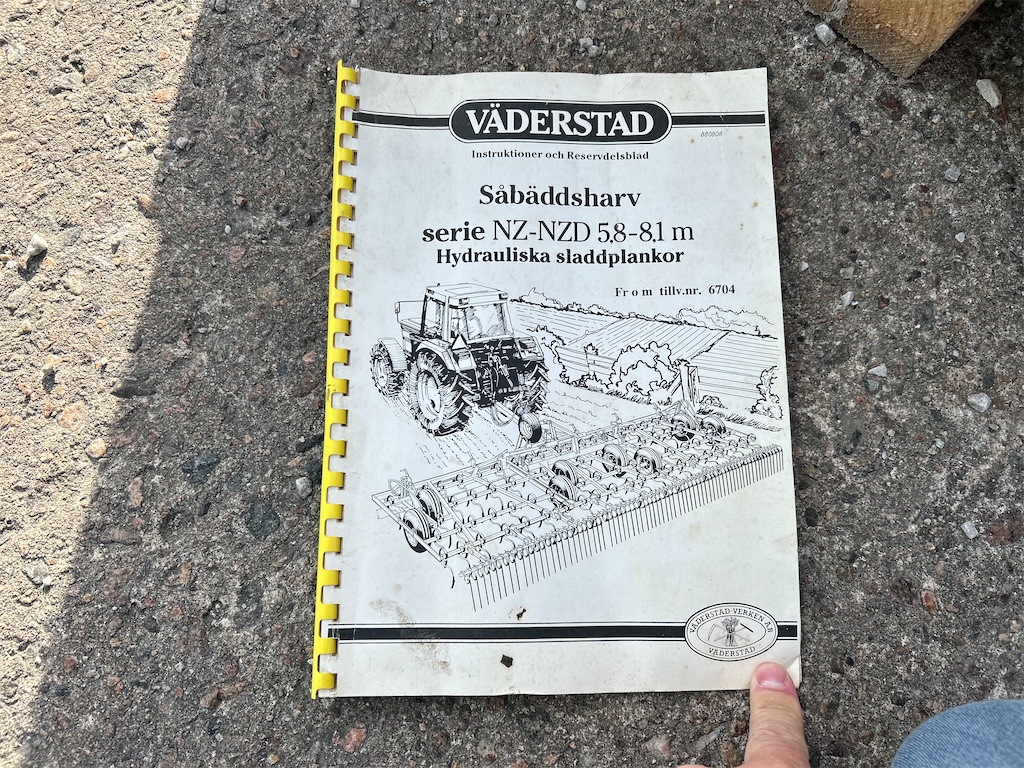 VÄDERSTAD
880808
Instruktioner och Reservdelsblad
Såbäddsharv
serie NZ-NZD 5,8-8,1 m
Hydrauliska sladdplankor
Fr o m tillv.nr. 6704
VÄDERSTAD-VERKEN AB
VÄDERSTAD